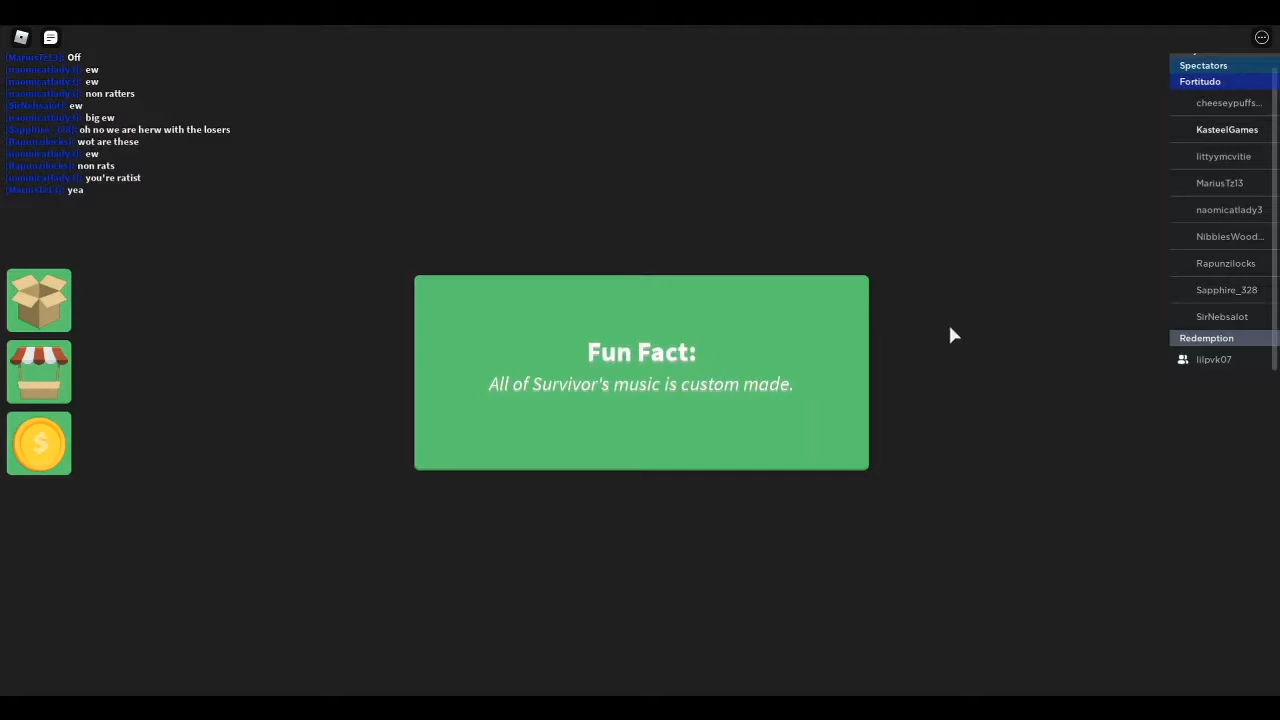 [MariusTz13]: Off
[naomicatlady3]: ew
[naomicatlady3]: ew
[naomicatlady3]: non ratters
[SirNebsalot]: ew
[naomicatlady3]: big ew
[Sapphire_328]: oh no we are herw with the losers
[Rapunzilocks]: wot are these
[naomicatlady3]: ew
[Rapunzilocks]: non rats
[naomicatlady3]: you're ratist
[MariusTz13]: yea
Fun Fact:
All of Survivor's music is custom made.
$
Spectators
Fortitudo
cheeseypuffs...
KasteelGames
littyymcvitie
MariusTz13
naomicatlady3
NibblesWood...
Rapunzilocks
Sapphire_328
SirNebsalot
Redemption
lilpvk07